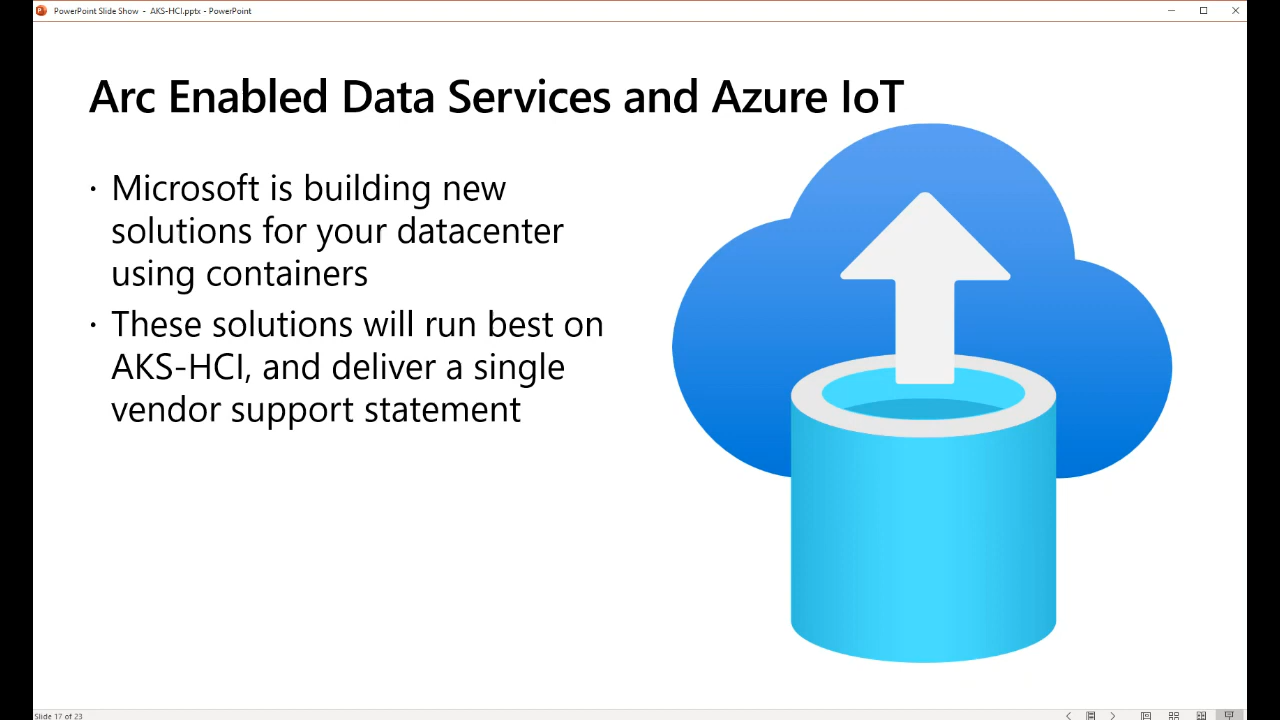 PowerPoint Slide Show - AKS-HCI.pptx - PowerPoint
Arc Enabled Data Services and Azure IoT
· Microsoft is building new
solutions for your datacenter
using containers
· These solutions will run best on
AKS-HCI, and deliver a single
vendor support statement
Slide 17 of 23